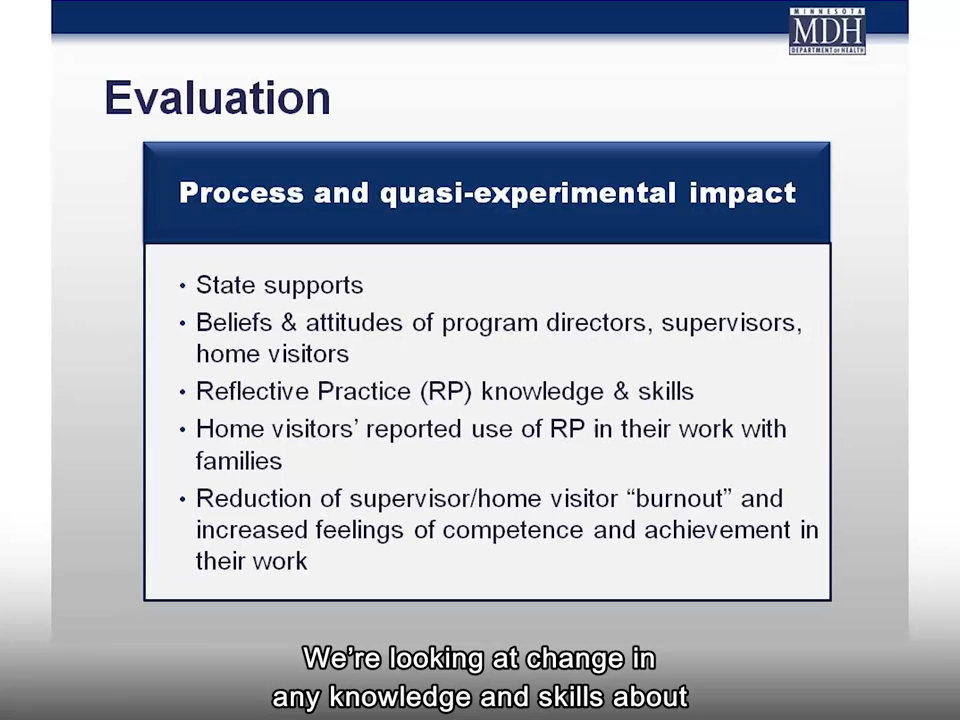 MINNESOTA
MDH
DEPARTMENT OF HEALTH
Evaluation
Process and quasi-experimental impact
• State supports
• Beliefs & attitudes of program directors, supervisors,
home visitors
• Reflective Practice (RP) knowledge & skills
• Home visitors’ reported use of RP in their work with
families
• Reduction of supervisor/home visitor “burnout” and
increased feelings of competence and achievement in
their work
We’re looking at change in
any knowledge and skills about